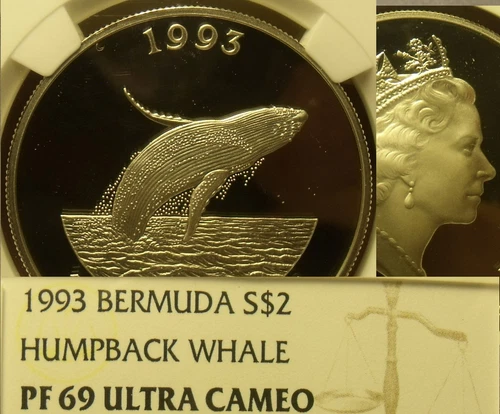 1993
1993 BERMUDA S$2
HUMPBACK WHALE
PF 69 ULTRA CAMEO